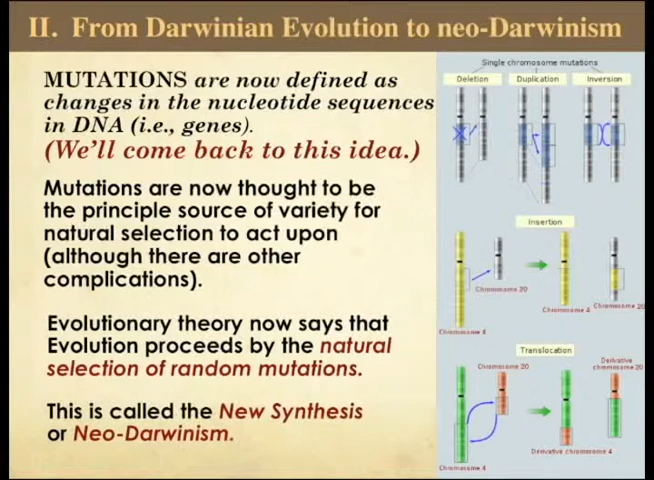 II. From Darwinian Evolution to neo-Darwinism
MUTATIONS are now defined as
changes in the nucleotide sequences
in DNA (i.e., genes).
(We'll come back to this idea.)
Mutations are now thought to be
the principle source of variety for
natural selection to act upon
(although there are other
complications).
Evolutionary theory now says that
Evolution proceeds by the natural
selection of random mutations.
This is called the New Synthesis
or Neo-Darwinism.
Single chromosome mutations
Deletion Duplication Inversion
Insertion
Chromosome 20
Chromosome 4
Chromosome 4
Chromosome 20
Translocation
Chromosome 20
Derivative
chromosome 20
Derivative chromosome 4
Chromosome 4